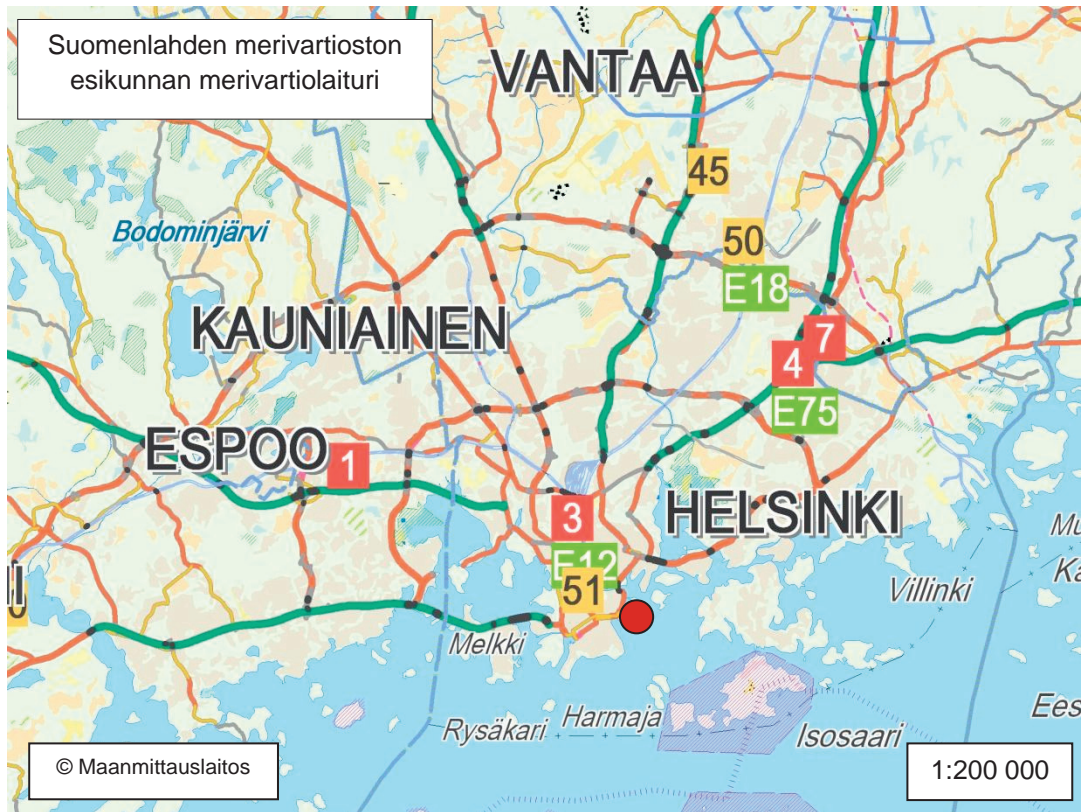 Suomenlahden merivartioston
esikunnan merivartiolaituri
VANTAA
45
Bodominjärvi
50
E18
KAUNIAINEN
7
4
E75
ESPOO
1
3
HELSINKI
E12
51
Villinki
Melkki
Rysäkari
Harmaja
Isosaari
Ees
© Maanmittauslaitos
1:200 000